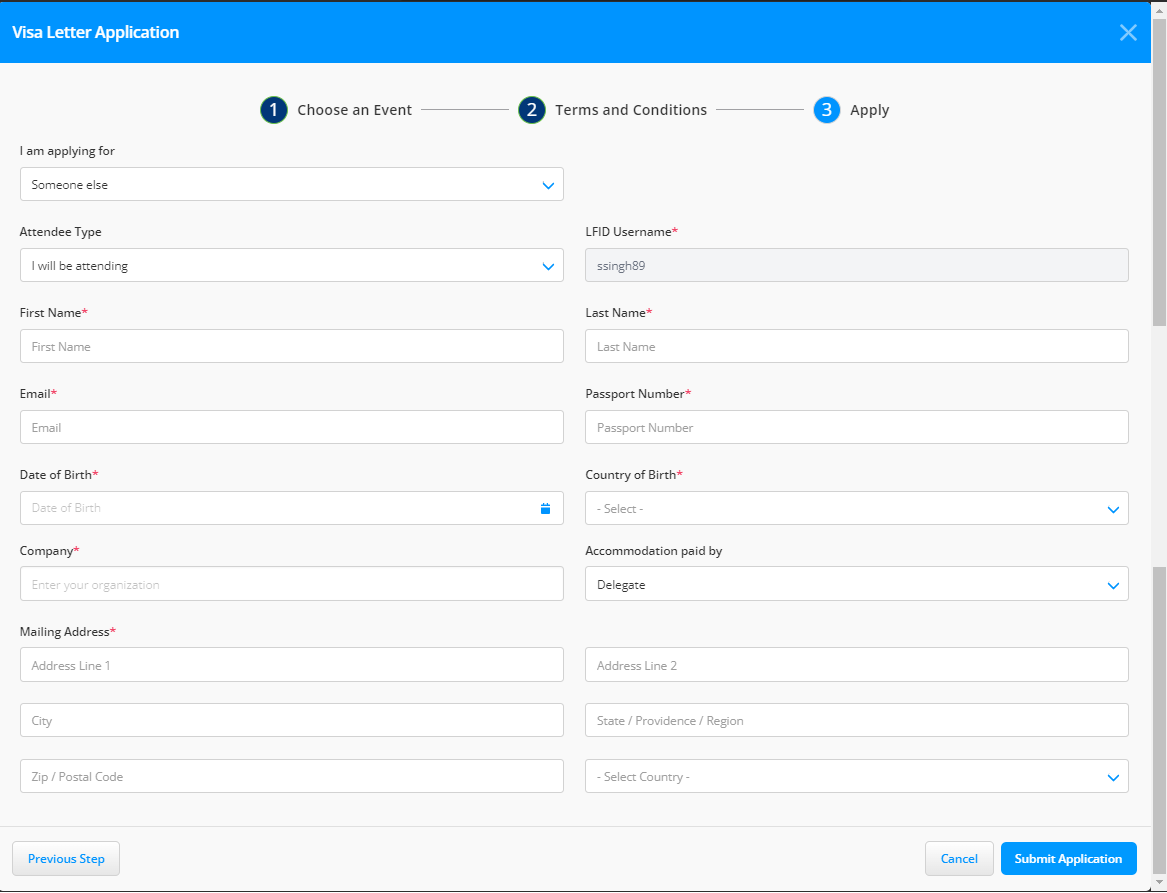 Visa Letter Application
1 Choose an Event 2 Terms and Conditions 3 Apply
I am applying for
Someone else
Attendee Type LFID Username*
I will be attending ssingh89
First Name* Last Name*
First Name Last Name
Email* Passport Number*
Email Passport Number
Date of Birth* Country of Birth*
Date of Birth - Select -
Company* Accommodation paid by
Enter your organization Delegate
Mailing Address*
Address Line 1 Address Line 2
City State / Providence / Region
Zip / Postal Code - Select Country -
Previous Step Cancel Submit Application